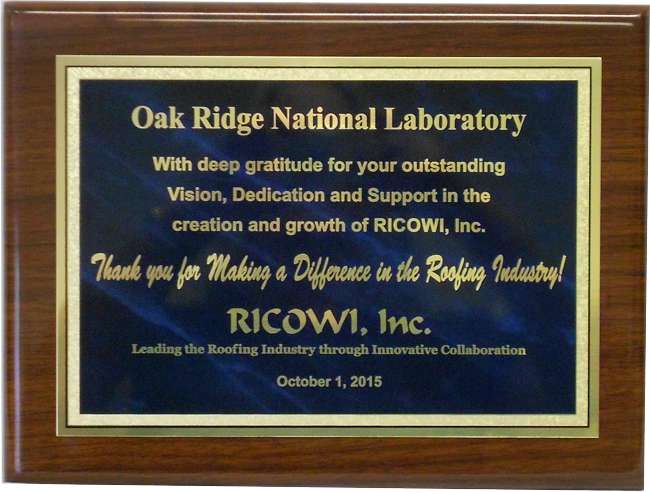 Oak Ridge National Laboratory
With deep gratitude for your outstanding
Vision, Dedication and Support in the
creation and growth of RICOWI, Inc.
Thank you for Making a Difference in the Roofing Industry!
RICOWI, Inc.
Leading the Roofing Industry through Innovative Collaboration
October 1, 2015